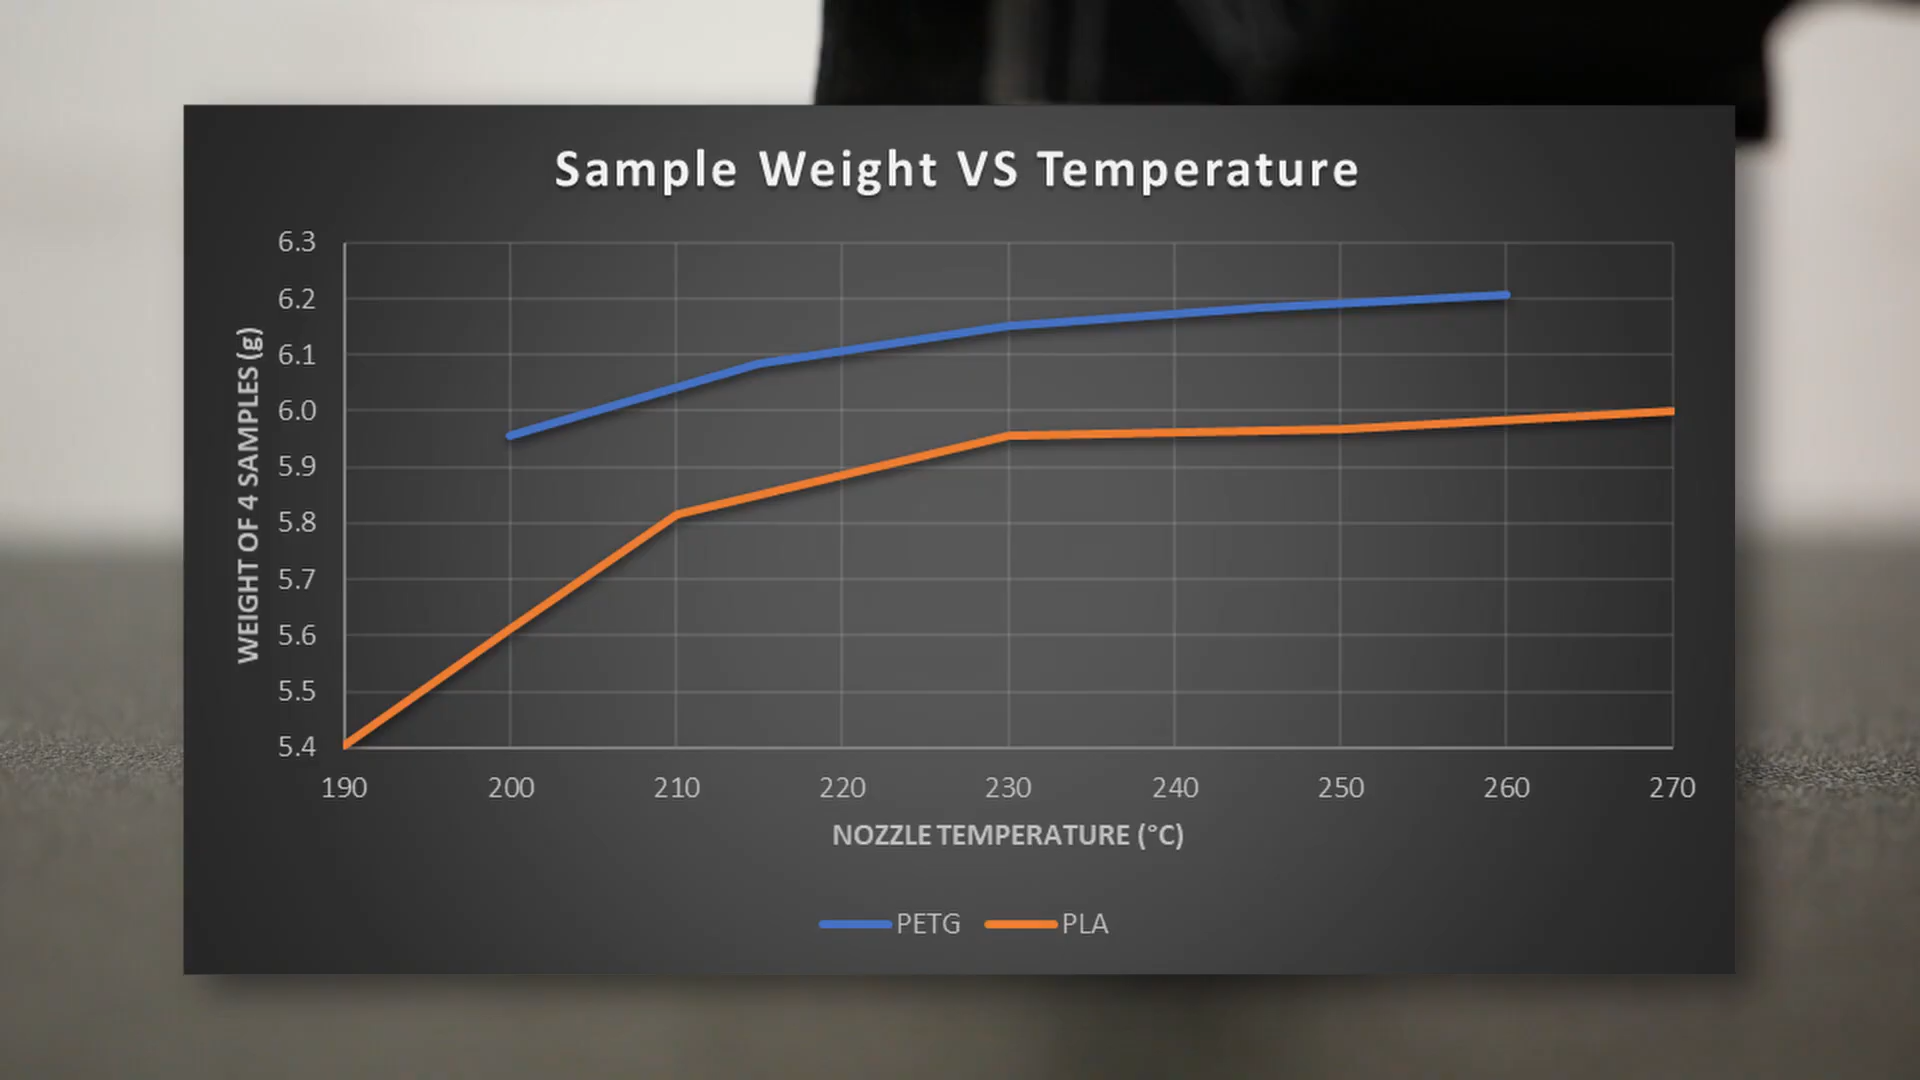 Sample Weight VS Temperature
WEIGHT OF 4 SAMPLES (g)
6.3
6.2
6.1
6.0
5.9
5.8
5.7
5.6
5.5
5.4
190 200 210 220 230 240 250 260 270
NOZZLE TEMPERATURE (°C)
PETG PLA